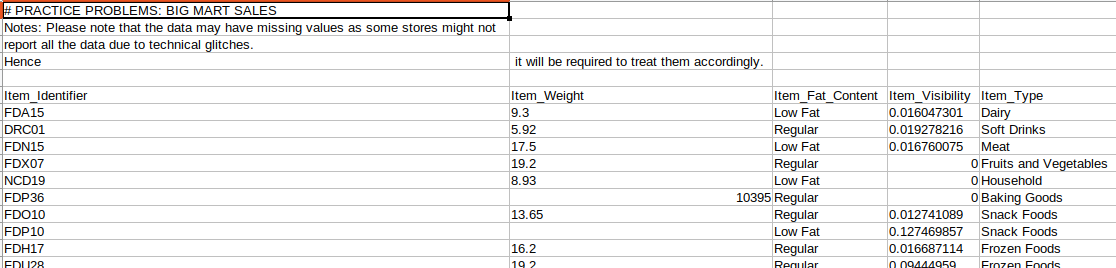 # PRACTICE PROBLEMS: BIG MART SALES
Notes: Please note that the data may have missing values as some stores might not
report all the data due to technical glitches.
Hence it will be required to treat them accordingly.
Item_Identifier Item_Weight Item_Fat_Content Item_Visibility Item_Type
FDA15 9.3 Low Fat 0.016047301 Dairy
DRC01 5.92 Regular 0.019278216 Soft Drinks
FDN15 17.5 Low Fat 0.016760075 Meat
FDX07 19.2 Regular 0 Fruits and Vegetables
NCD19 8.93 Low Fat 0 Household
FDP36 10395 Regular 0 Baking Goods
FDO10 13.65 Regular 0.012741089 Snack Foods
FDP10 Low Fat 0.127469857 Snack Foods
FDH17 16.2 Regular 0.016687114 Frozen Foods
FDU28 19.2 Regular 0.09444959 Frozen Foods